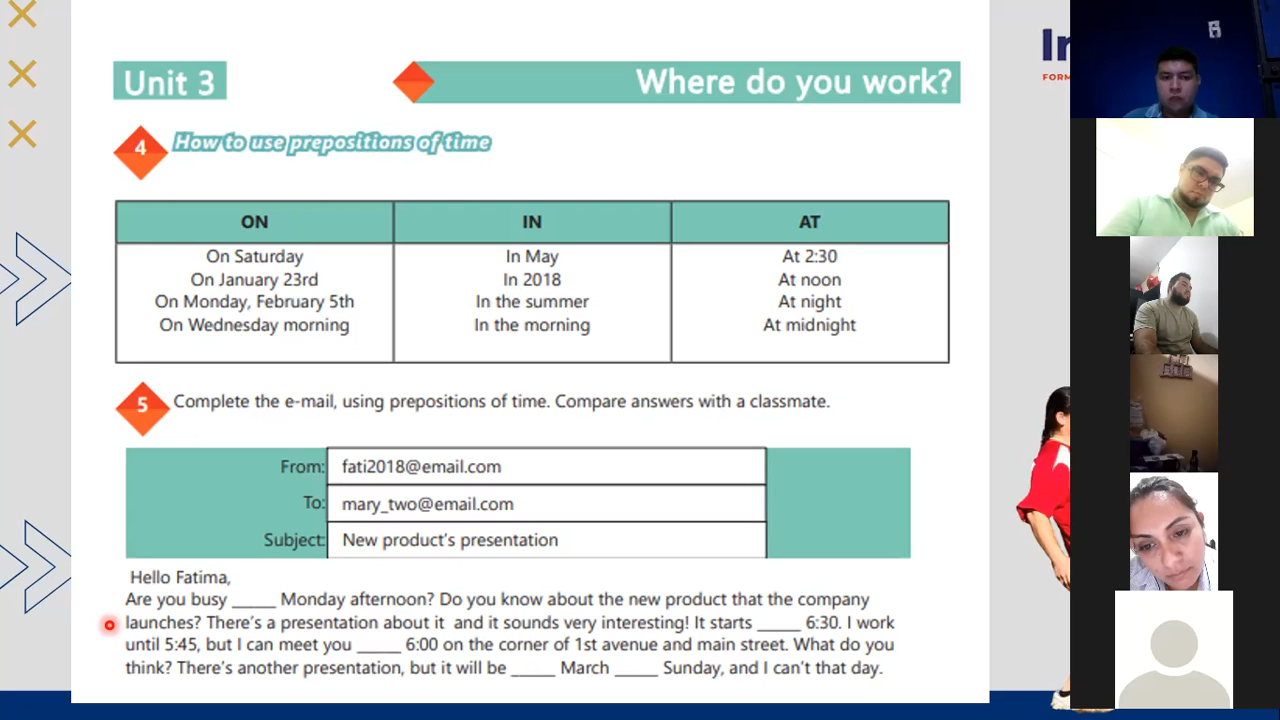 Unit 3
Where do you work?
4 How to use prepositions of time
ON IN AT
On Saturday In May At 2:30
On January 23rd In 2018 At noon
On Monday, February 5th In the summer At night
On Wednesday morning In the morning At midnight
5 Complete the e-mail, using prepositions of time. Compare answers with a classmate.
From: fati2018@email.com
To: mary_two@email.com
Subject: New product's presentation
Hello Fatima,
Are you busy _____ Monday afternoon? Do you know about the new product that the company
launches? There's a presentation about it and it sounds very interesting! It starts _____ 6:30. I work
until 5:45, but I can meet you _____ 6:00 on the corner of 1st avenue and main street. What do you
think? There's another presentation, but it will be _____ March _____ Sunday, and I can't that day.